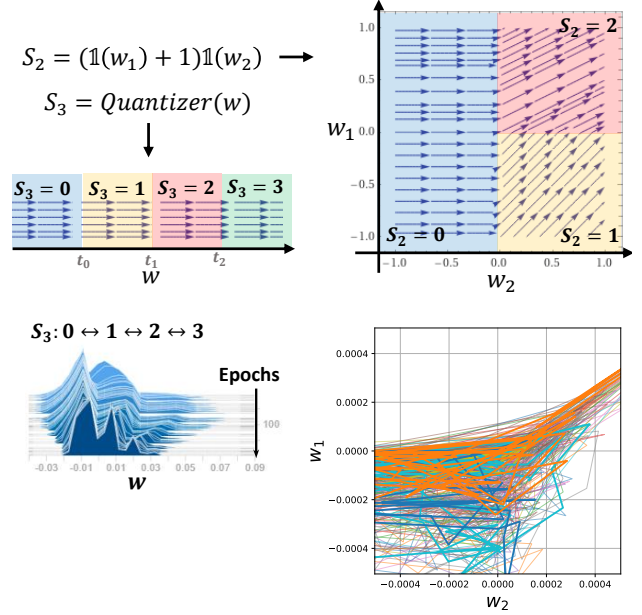 S₂ = (𝟙(w₁) + 1)𝟙(w₂)
S₃ = Quantizer(w)
S₃ = 0 S₃ = 1 S₃ = 2 S₃ = 3
t₀ t₁ t₂
w
S₂ = 2
1.0
0.5
w₁ 0.0
−0.5
−1.0
S₂ = 0 S₂ = 1
−1.0 −0.5 0.0 0.5 1.0
w₂
S₃: 0 ↔ 1 ↔ 2 ↔ 3
Epochs
100
-0.03 -0.01 0.01 0.03 0.05 0.07 0.09
w
0.0004
0.0002
0.0000
w₁
−0.0002
−0.0004
−0.0004 −0.0002 0.0000 0.0002 0.0004
w₂